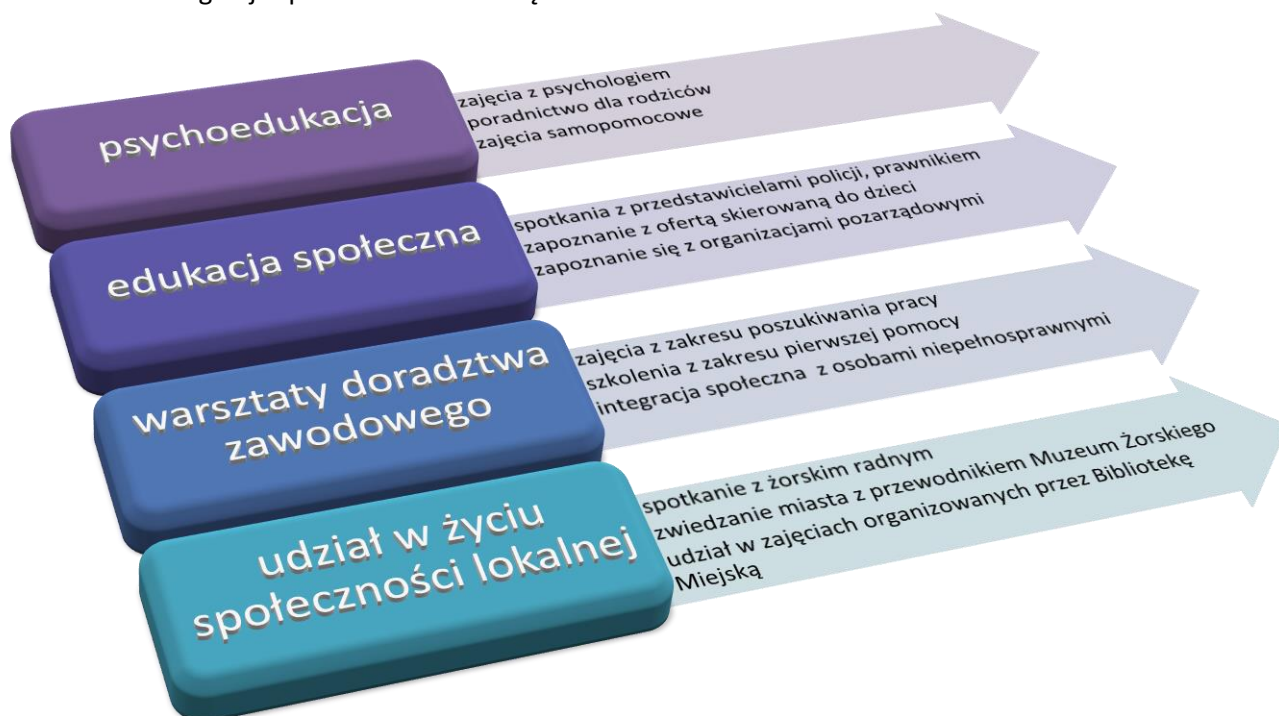 psychoedukacja
zajęcia z psychologiem
poradnictwo dla rodziców
zajęcia samopomocowe
edukacja społeczna
spotkania z przedstawicielami policji, prawnikiem
zapoznanie z ofertą skierowaną do dzieci
zapoznanie się z organizacjami pozarządowymi
warsztaty doradztwa
zawodowego
zajęcia z zakresu poszukiwania pracy
szkolenia z zakresu pierwszej pomocy
integracja społeczna z osobami niepełnosprawnymi
udział w życiu
społeczności lokalnej
spotkanie z żorskim radnym
zwiedzanie miasta z przewodnikiem Muzeum Żorskiego
udział w zajęciach organizowanych przez Bibliotekę
Miejską